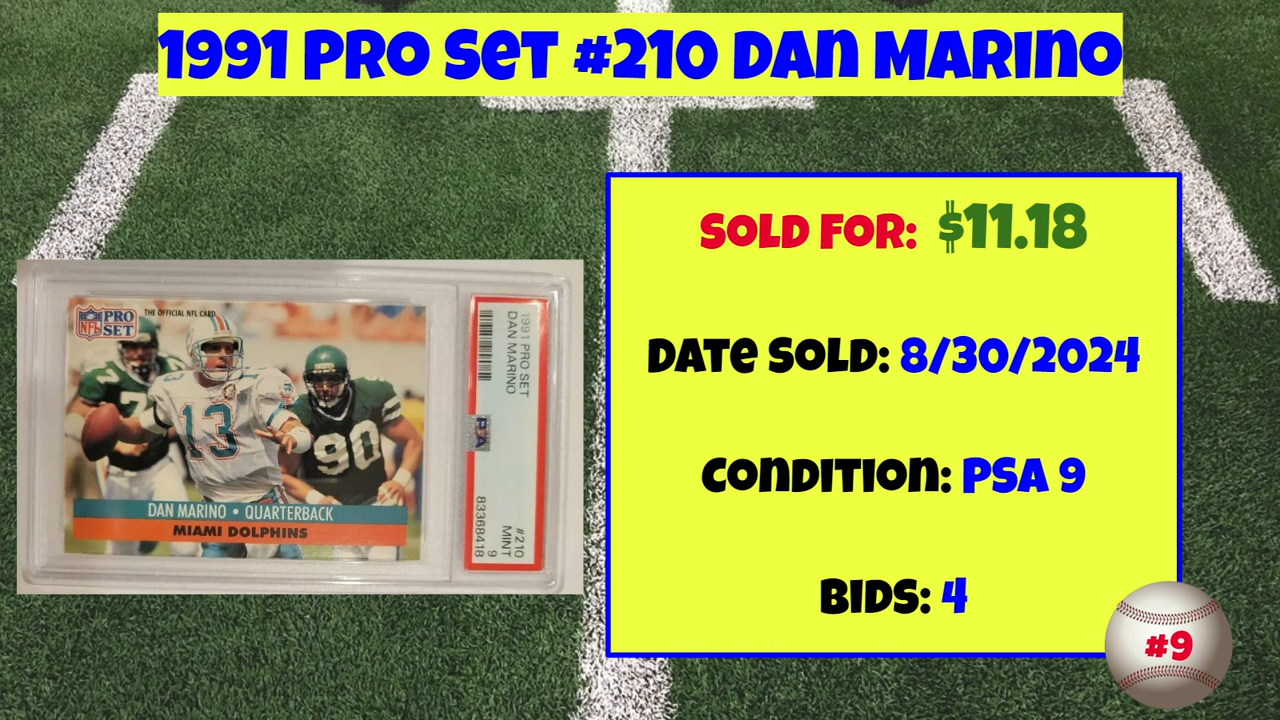 1991 PRO SET #210 DAN MARINO
SOLD FOR: $11.18
DATE SOLD: 8/30/2024
CONDITION: PSA 9
BIDS: 4
#9
NFL
PRO
SET
THE OFFICIAL NFL CARD
7
13
90
DAN MARINO • QUARTERBACK
MIAMI DOLPHINS
1991 PRO SET
DAN MARINO
PSA
#210
MINT
9
83368418